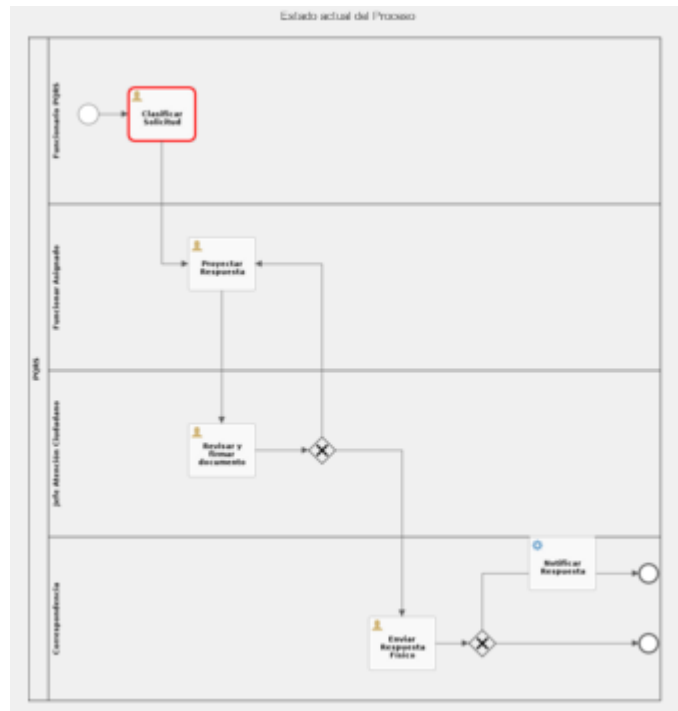 Estado actual del Proceso
PQRS
Funcionario PQRS
Clasificar
Solicitud
Funcionar Asignado
Proyectar
Respuesta
Jefe Atención Ciudadano
Revisar y
firmar
documento
Correspondencia
Notificar
Respuesta
Enviar
Respuesta
Físico